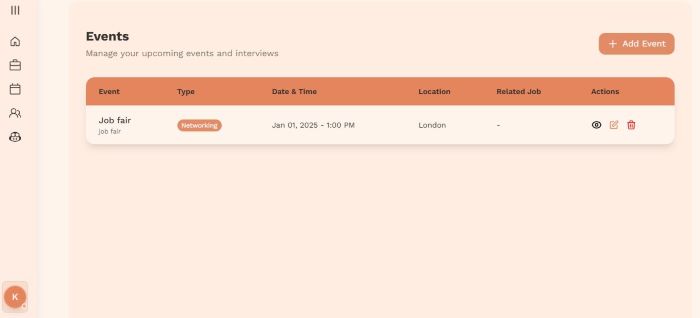 Events
Manage your upcoming events and interviews
+ Add Event
Event Type Date & Time Location Related Job Actions
Job fair Networking Jan 01, 2025 - 1:00 PM London -
job fair
K